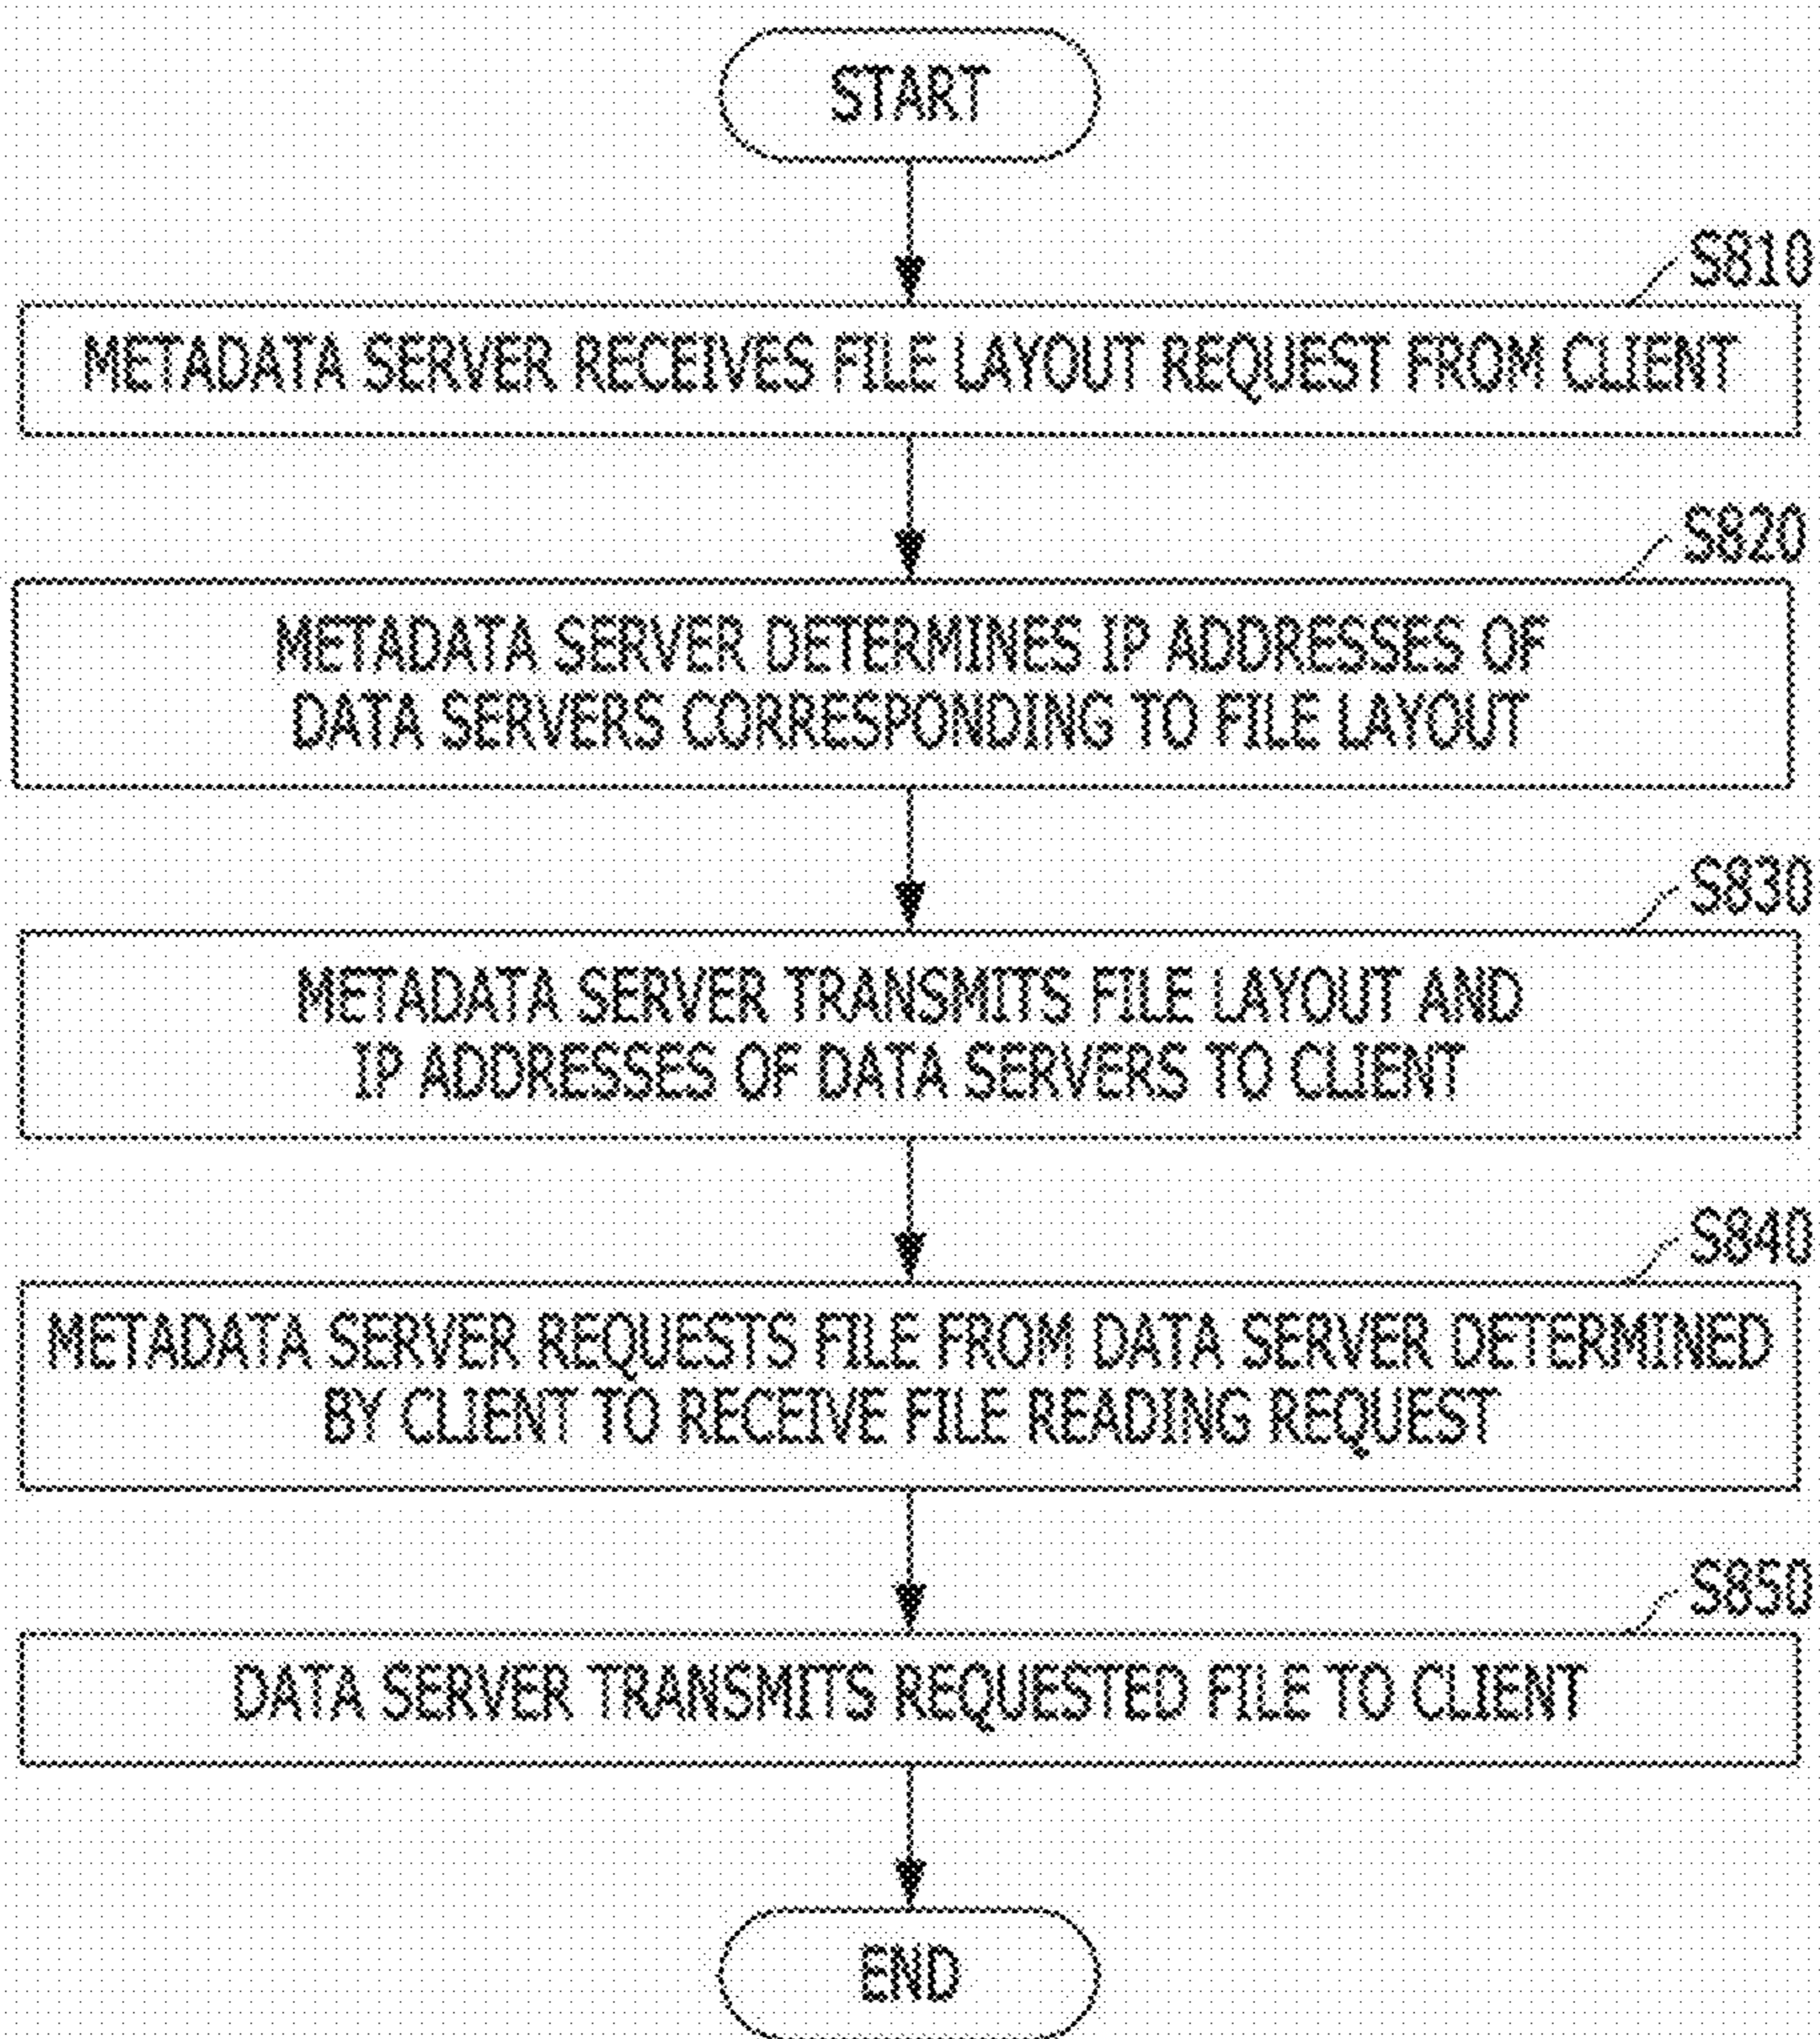 START
S810
METADATA SERVER RECEIVES FILE LAYOUT REQUEST FROM CLIENT
S820
METADATA SERVER DETERMINES IP ADDRESSES OF
DATA SERVERS CORRESPONDING TO FILE LAYOUT
S830
METADATA SERVER TRANSMITS FILE LAYOUT AND
IP ADDRESSES OF DATA SERVERS TO CLIENT
S840
METADATA SERVER REQUESTS FILE FROM DATA SERVER DETERMINED
BY CLIENT TO RECEIVE FILE READING REQUEST
S850
DATA SERVER TRANSMITS REQUESTED FILE TO CLIENT
END